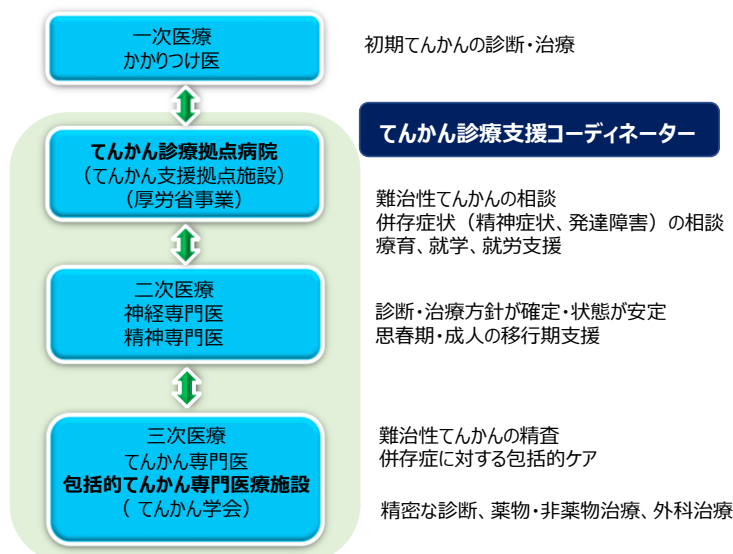 一次医療
かかりつけ医
初期てんかんの診断・治療
てんかん診療拠点病院
（てんかん支援拠点施設）
（厚労省事業）
てんかん診療支援コーディネーター
難治性てんかんの相談
併存症状（精神症状、発達障害）の相談
療育、就学、就労支援
二次医療
神経専門医
精神専門医
診断・治療方針が確定・状態が安定
思春期・成人の移行期支援
三次医療
てんかん専門医
包括的てんかん専門医療施設
（ てんかん学会）
難治性てんかんの精査
併存症に対する包括的ケア
精密な診断、薬物・非薬物治療、外科治療